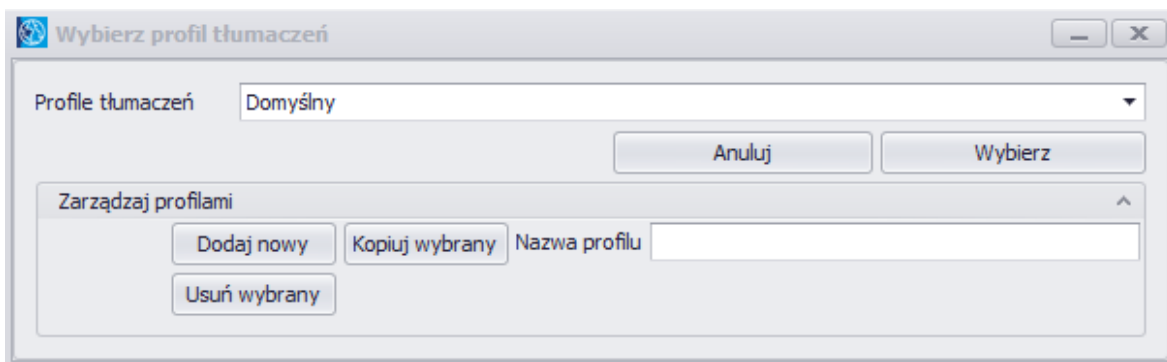 Wybierz profil tłumaczeń
Profile tłumaczeń Domyślny
Anuluj Wybierz
Zarządzaj profilami
Dodaj nowy Kopiuj wybrany Nazwa profilu
Usuń wybrany